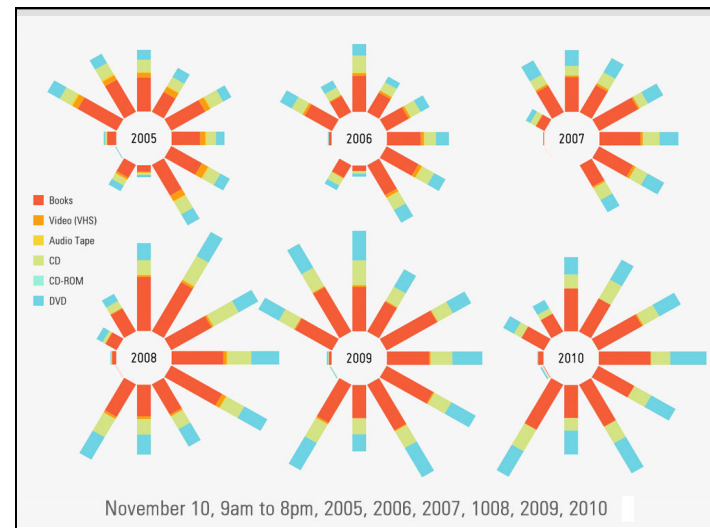 2005
2006
2007
Books
Video (VHS)
Audio Tape
CD
CD-ROM
DVD
2008
2009
2010
November 10, 9am to 8pm, 2005, 2006, 2007, 1008, 2009, 2010